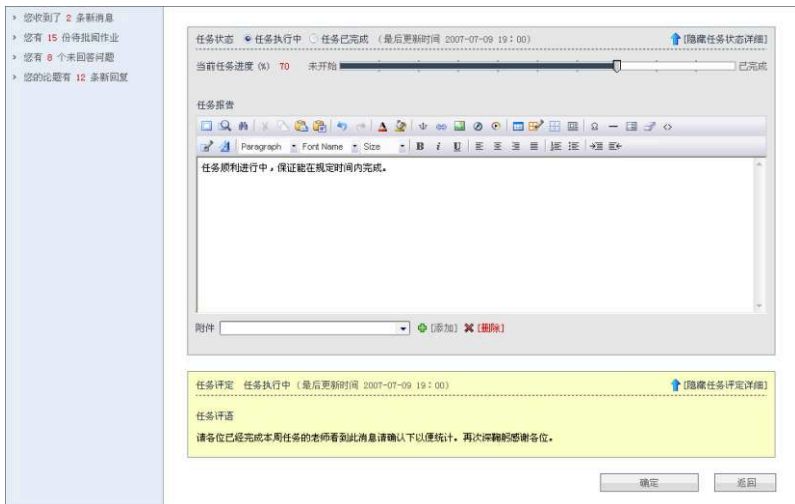 您收到了 2 条新消息
您有 15 份待批阅作业
您有 8 个未回答问题
您的论题有 12 条新回复
任务状态 任务执行中 任务已完成 （最后更新时间 2007-07-09 19：00） [隐藏任务状态详细]
当前任务进度 (%) 70 未开始 已完成
任务报告
Paragraph Font Name Size B i U
任务顺利进行中，保证能在规定时间内完成。
附件 [添加] [删除]
任务评定 任务执行中 （最后更新时间 2007-07-09 19：00） [隐藏任务评定详细]
任务评语
请各位已经完成本周任务的老师看到此消息请确认下以便统计。再次深鞠躬感谢各位。
确定 返回